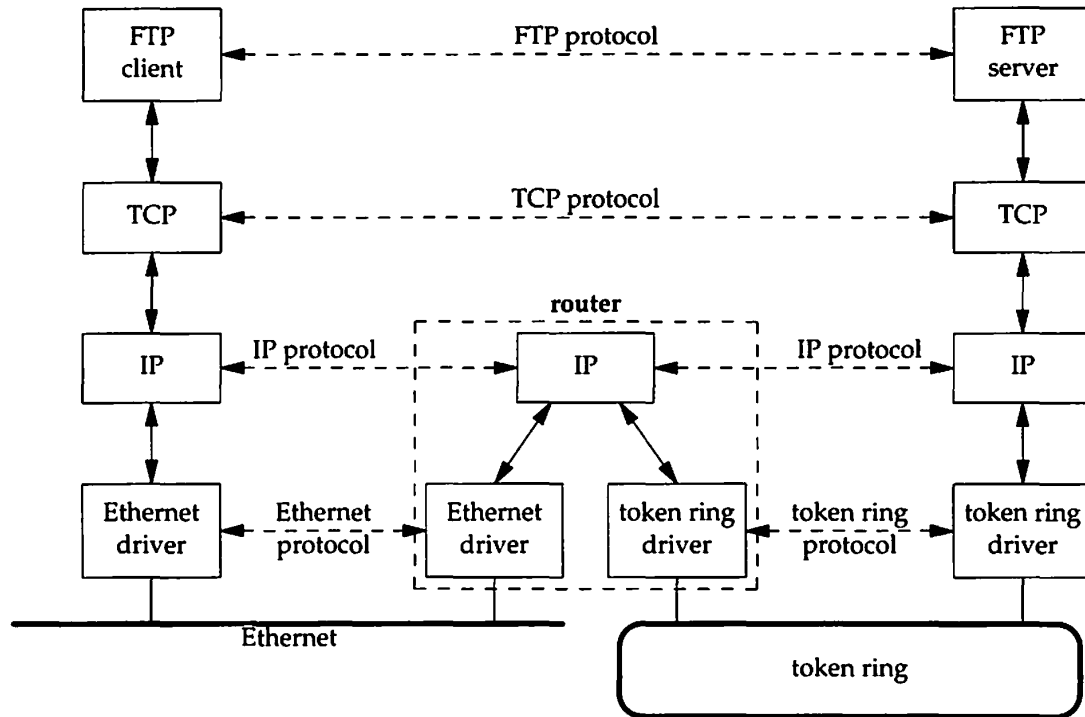 FTP
client
FTP protocol
FTP
server
TCP
TCP protocol
TCP
router
IP
IP protocol
IP
IP protocol
IP
Ethernet
driver
Ethernet
protocol
Ethernet
driver
token ring
driver
token ring
protocol
token ring
driver
Ethernet
token ring